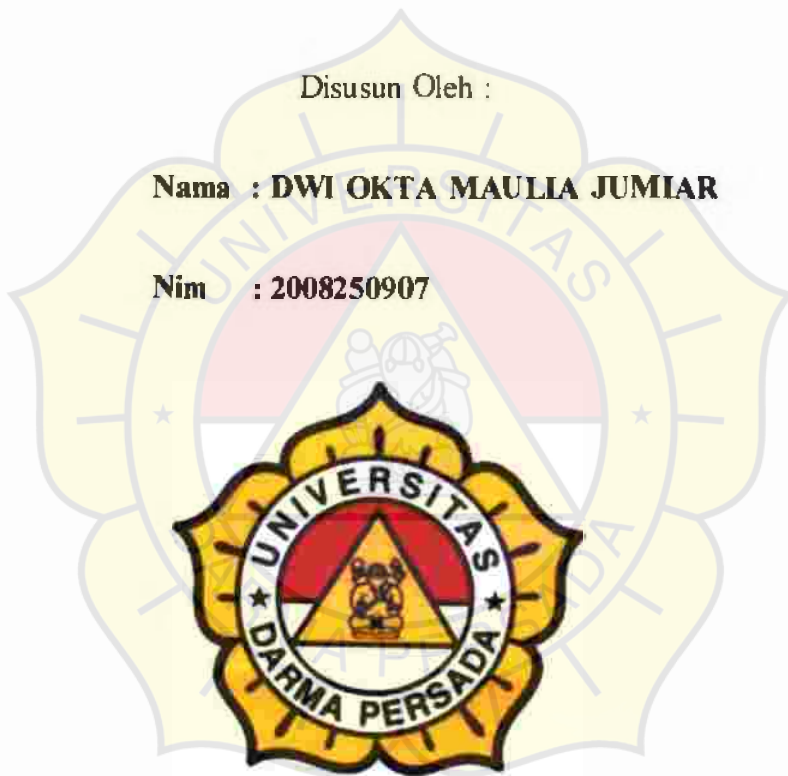 Disusun Oleh :
Nama : DWI OKTA MAULIA JUMIAR
Nim : 2008250907
UNIVERSITAS
DARMA PERSADA